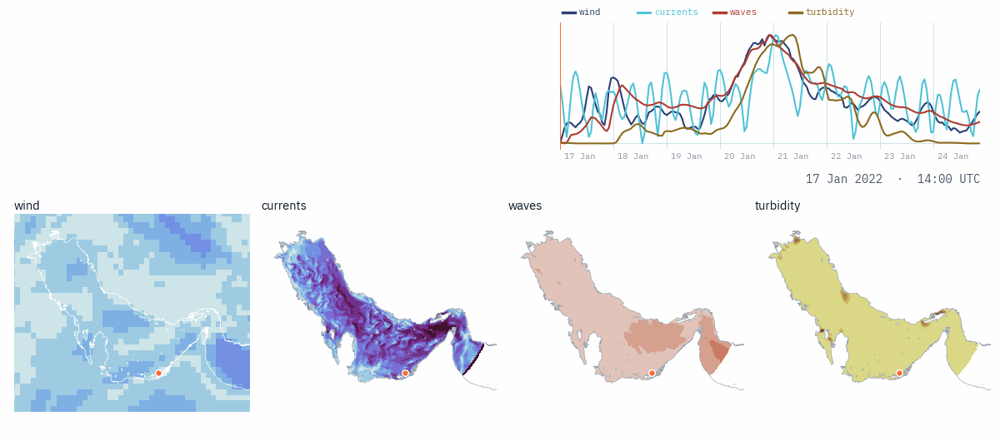 wind currents waves turbidity
17 Jan 18 Jan 19 Jan 20 Jan 21 Jan 22 Jan 23 Jan 24 Jan
17 Jan 2022 · 14:00 UTC
wind currents waves turbidity